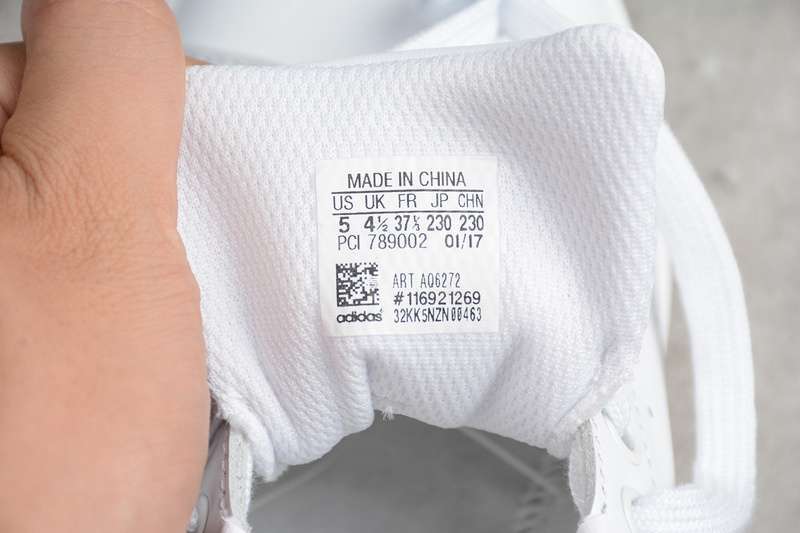 MADE IN CHINA
US UK FR JP CHN
5 4½ 37⅓ 230 230
PCI 789002 01/17
ART AQ6272
#116921269
adidas 32KK5NZN00463